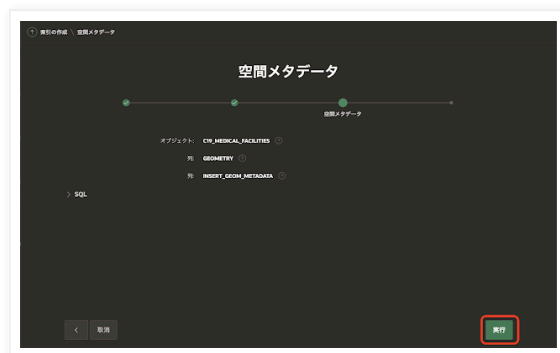 索引の作成 \ 空間メタデータ
空間メタデータ
空間メタデータ
オブジェクト: C19_MEDICAL_FACILITIES
列: GEOMETRY
列: INSERT_GEOM_METADATA
SQL
取消
実行